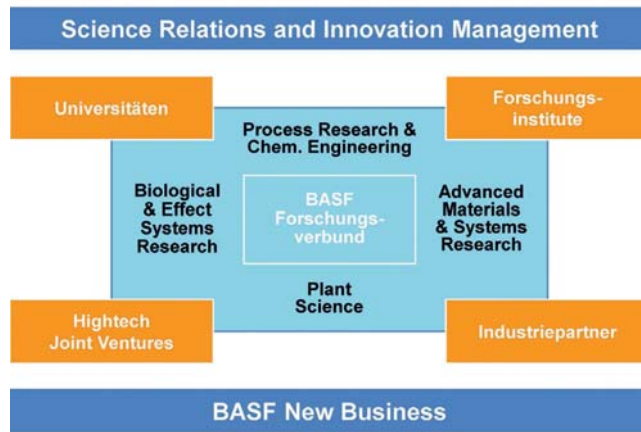 Science Relations and Innovation Management
Universitäten
Forschungs-
institute
Process Research &
Chem. Engineering
Biological
& Effect
Systems
Research
BASF
Forschungs-
verbund
Advanced
Materials
& Systems
Research
Plant
Science
Hightech
Joint Ventures
Industriepartner
BASF New Business